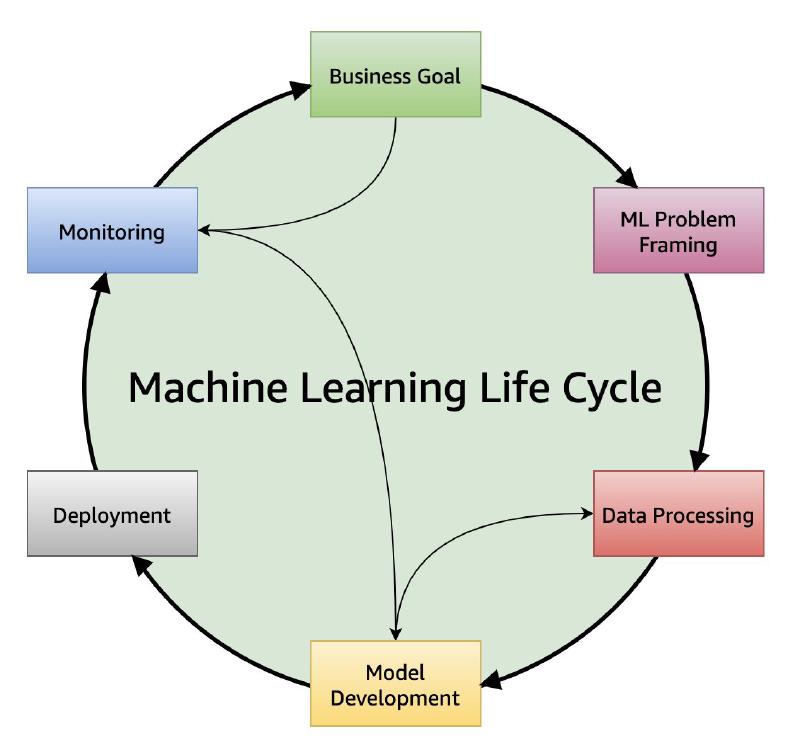 Business Goal
Monitoring
ML Problem
Framing
Machine Learning Life Cycle
Deployment
Data Processing
Model
Development